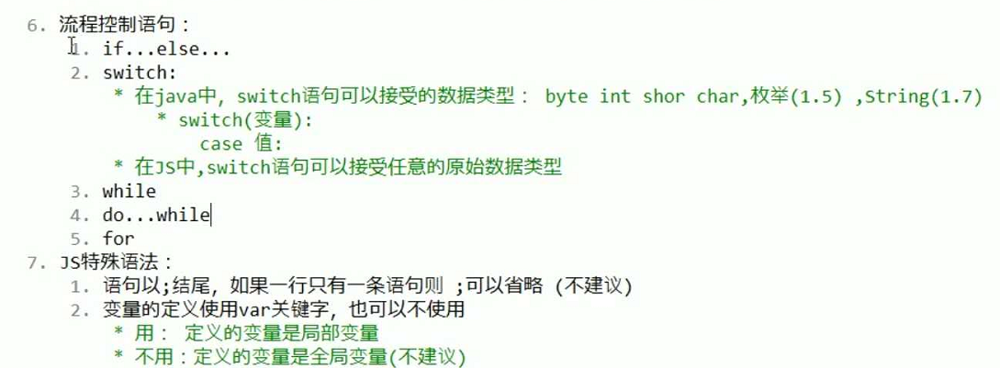 6. 流程控制语句：
1. if...else...
2. switch:
* 在java中, switch语句可以接受的数据类型： byte int shor char,枚举(1.5) ,String(1.7)
* switch(变量):
case 值:
* 在JS中,switch语句可以接受任意的原始数据类型
3. while
4. do...while
5. for
7. JS特殊语法：
1. 语句以;结尾, 如果一行只有一条语句则 ;可以省略 (不建议)
2. 变量的定义使用var关键字, 也可以不使用
* 用： 定义的变量是局部变量
* 不用：定义的变量是全局变量(不建议)